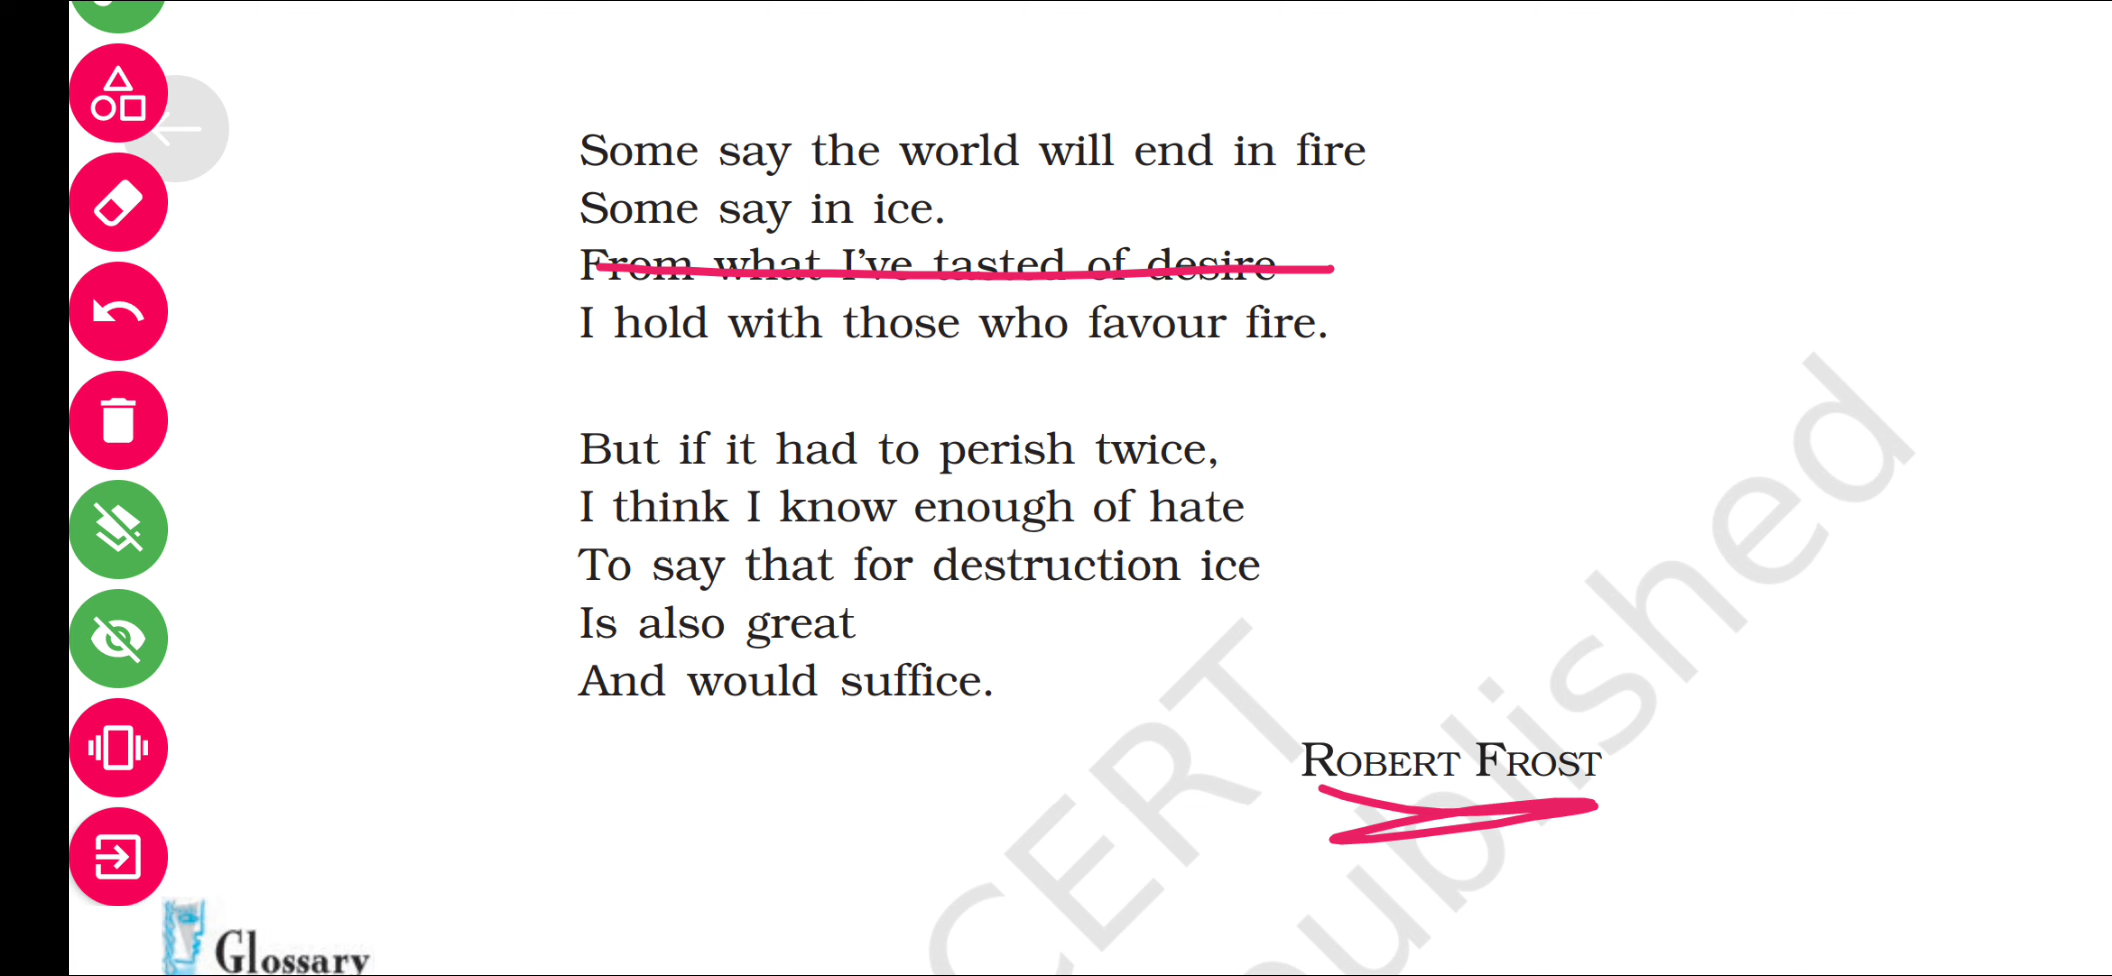 Some say the world will end in fire
Some say in ice.
From what I've tasted of desire
I hold with those who favour fire.
But if it had to perish twice,
I think I know enough of hate
To say that for destruction ice
Is also great
And would suffice.
ROBERT FROST
Glossary
CERT
published